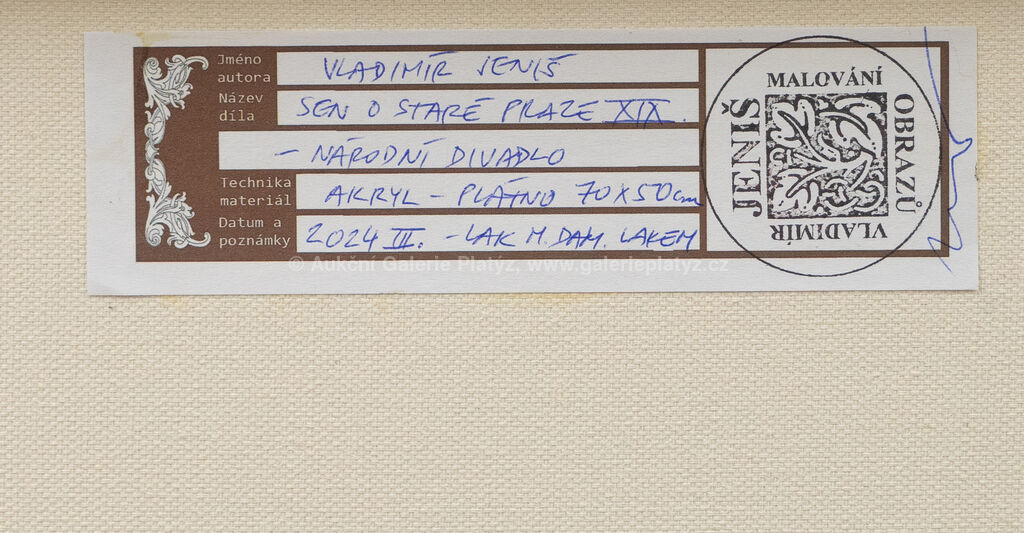 Jméno autora VLADIMÍR JENIŠ
Název díla SEN O STARÉ PRAZE XIX.
- NÁRODNÍ DIVADLO
Technika materiál AKRYL - PLÁTNO 70X50cm
Datum a poznámky 2024 III. - LAK M. DAM. LAKEM
MALOVÁNÍ OBRAZŮ
VLADIMÍR JENIŠ
© Aukční Galerie Platýz, www.galerieplatyz.cz